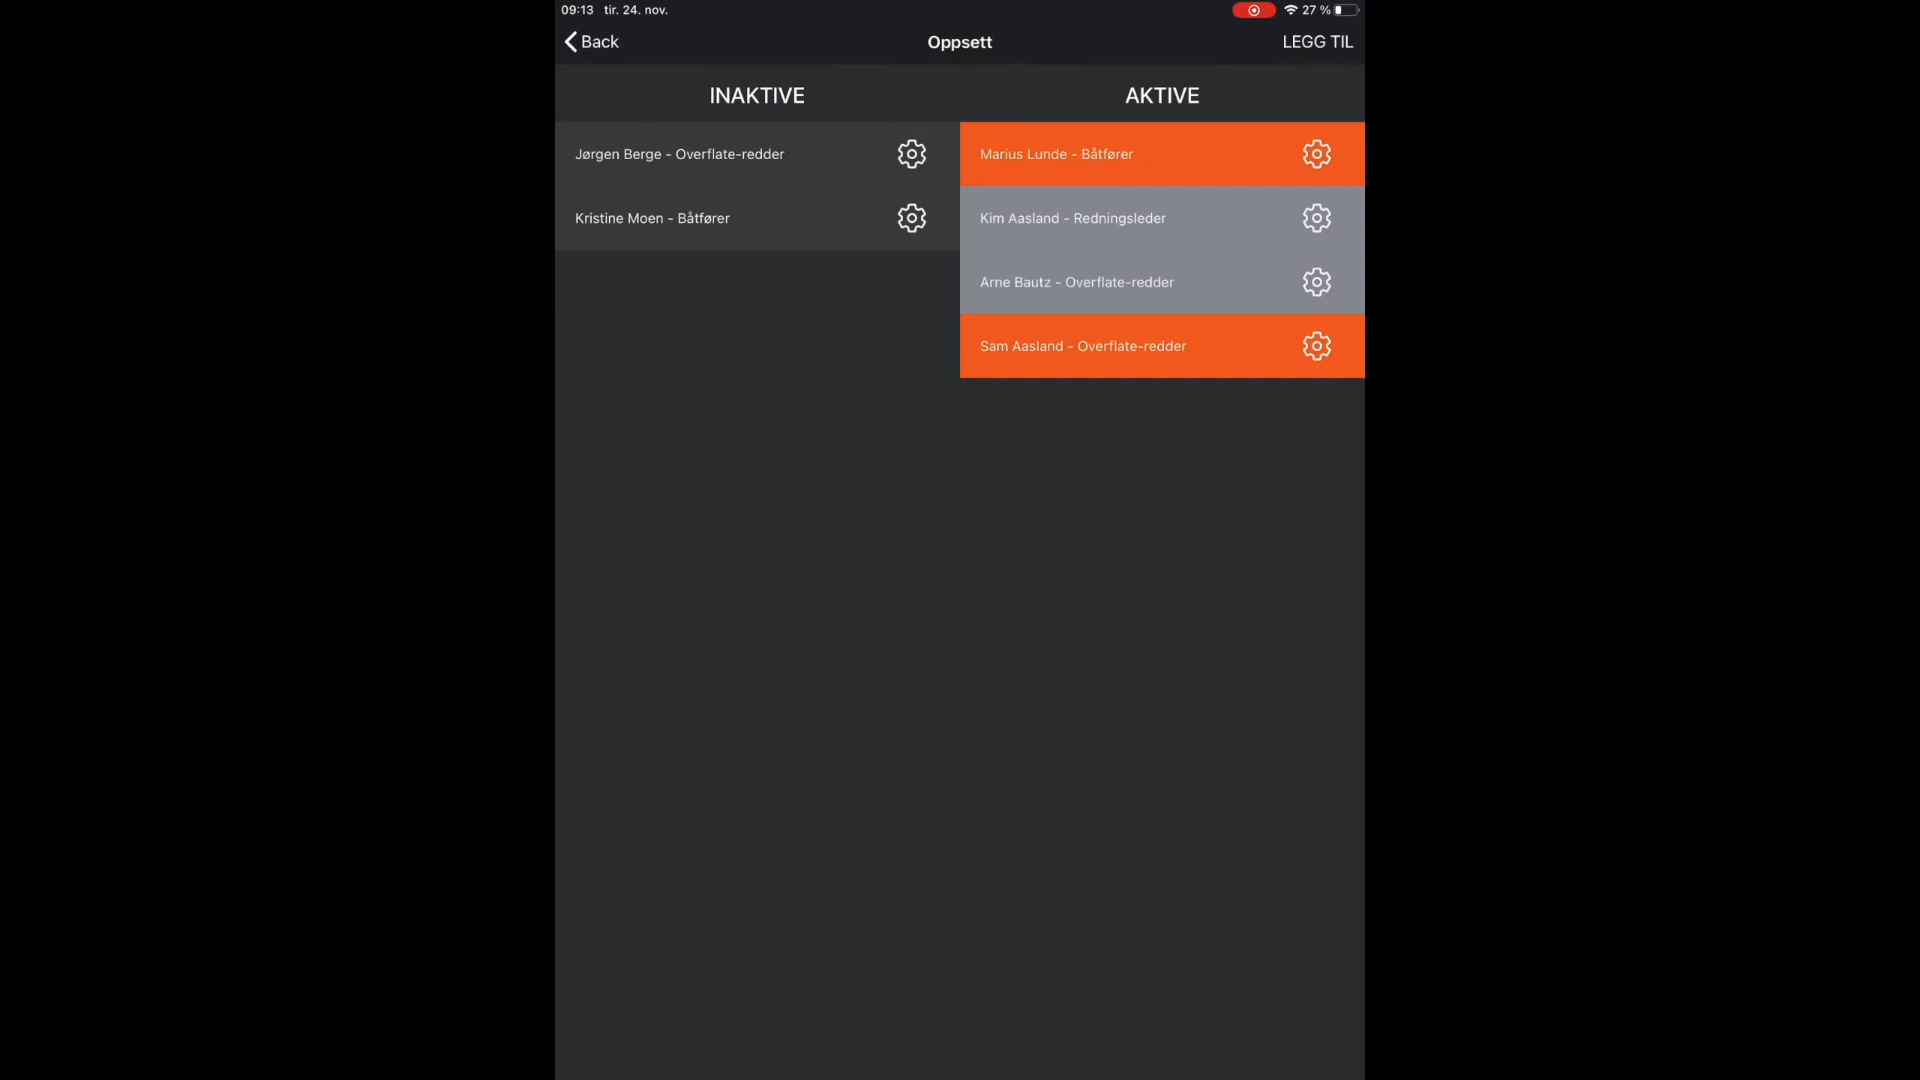 09:13 tir. 24. nov. 27 %
Back Oppsett LEGG TIL
INAKTIVE
Jørgen Berge - Overflate-redder
Kristine Moen - Båtfører
AKTIVE
Marius Lunde - Båtfører
Kim Aasland - Redningsleder
Arne Bautz - Overflate-redder
Sam Aasland - Overflate-redder